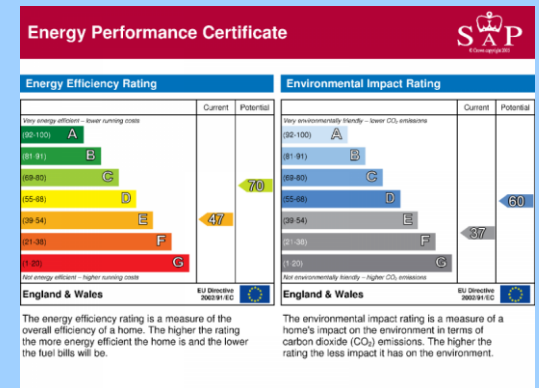 Energy Performance Certificate
SAP
© Crown copyright 2005
Energy Efficiency Rating
Current Potential
Very energy efficient – lower running costs
(92-100) A
(81-91) B
(69-80) C
70
(55-68) D
(39-54) E
47
(21-38) F
(1-20) G
Not energy efficient – higher running costs
England & Wales
EU Directive
2002/91/EC
The energy efficiency rating is a measure of the
overall efficiency of a home. The higher the rating
the more energy efficient the home is and the lower
the fuel bills will be.
Environmental Impact Rating
Current Potential
Very environmentally friendly – lower CO₂ emissions
(92-100) A
(81-91) B
(69-80) C
(55-68) D
60
(39-54) E
37
(21-38) F
(1-20) G
Not environmentally friendly – higher CO₂ emissions
England & Wales
EU Directive
2002/91/EC
The environmental impact rating is a measure of a
home's impact on the environment in terms of
carbon dioxide (CO₂) emissions. The higher the
rating the less impact it has on the environment.